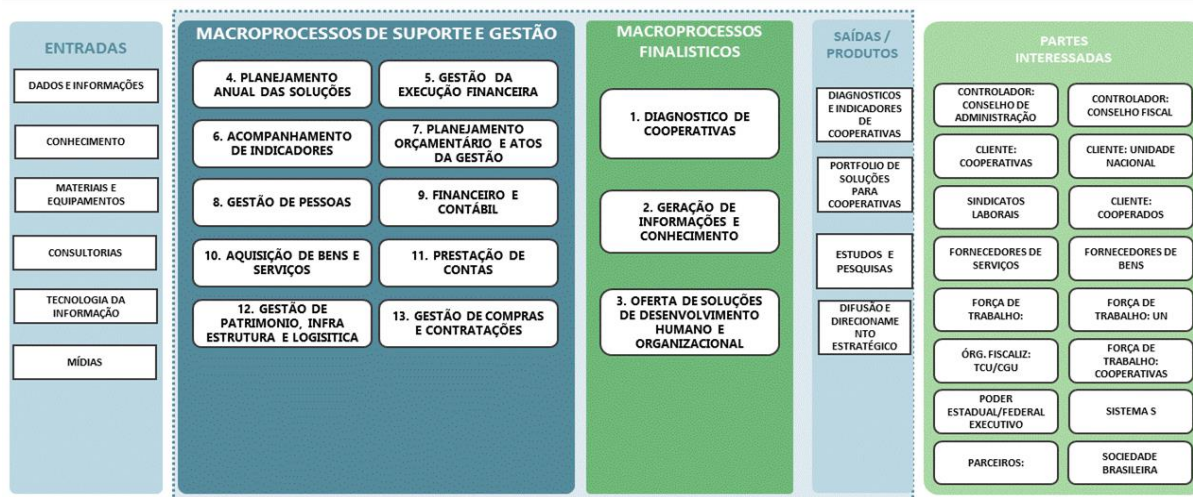 ENTRADAS
DADOS E INFORMAÇÕES
CONHECIMENTO
MATERIAIS E
EQUIPAMENTOS
CONSULTORIAS
TECNOLOGIA DA
INFORMAÇÃO
MÍDIAS
MACROPROCESSOS DE SUPORTE E GESTÃO
4. PLANEJAMENTO
ANUAL DAS SOLUÇÕES
5. GESTÃO DA
EXECUÇÃO FINANCEIRA
6. ACOMPANHAMENTO
DE INDICADORES
7. PLANEJAMENTO
ORÇAMENTÁRIO E ATOS
DA GESTÃO
8. GESTÃO DE PESSOAS
9. FINANCEIRO E
CONTÁBIL
10. AQUISIÇÃO DE BENS E
SERVIÇOS
11. PRESTAÇÃO DE
CONTAS
12. GESTÃO DE
PATRIMONIO, INFRA
ESTRUTURA E LOGISITICA
13. GESTÃO DE COMPRAS
E CONTRATAÇÕES
MACROPROCESSOS
FINALISTICOS
1. DIAGNOSTICO DE
COOPERATIVAS
2. GERAÇÃO DE
INFORMAÇÕES E
CONHECIMENTO
3. OFERTA DE SOLUÇÕES
DE DESENVOLVIMENTO
HUMANO E
ORGANIZACIONAL
SAÍDAS /
PRODUTOS
DIAGNOSTICOS
E INDICADORES
DE
COOPERATIVAS
PORTFOLIO DE
SOLUÇÕES
PARA
COOPERATIVAS
ESTUDOS E
PESQUISAS
DIFUSÃO E
DIRECIONAME
NTO
ESTRATÉGICO
PARTES
INTERESSADAS
CONTROLADOR:
CONSELHO DE
ADMINISTRAÇÃO
CONTROLADOR:
CONSELHO FISCAL
CLIENTE:
COOPERATIVAS
CLIENTE: UNIDADE
NACIONAL
SINDICATOS
LABORAIS
CLIENTE:
COOPERADOS
FORNECEDORES DE
SERVIÇOS
FORNECEDORES DE
BENS
FORÇA DE
TRABALHO:
FORÇA DE
TRABALHO: UN
ÓRG. FISCALIZ:
TCU/CGU
FORÇA DE
TRABALHO:
COOPERATIVAS
PODER
ESTADUAL/FEDERAL
EXECUTIVO
SISTEMA S
PARCEIROS:
SOCIEDADE
BRASILEIRA